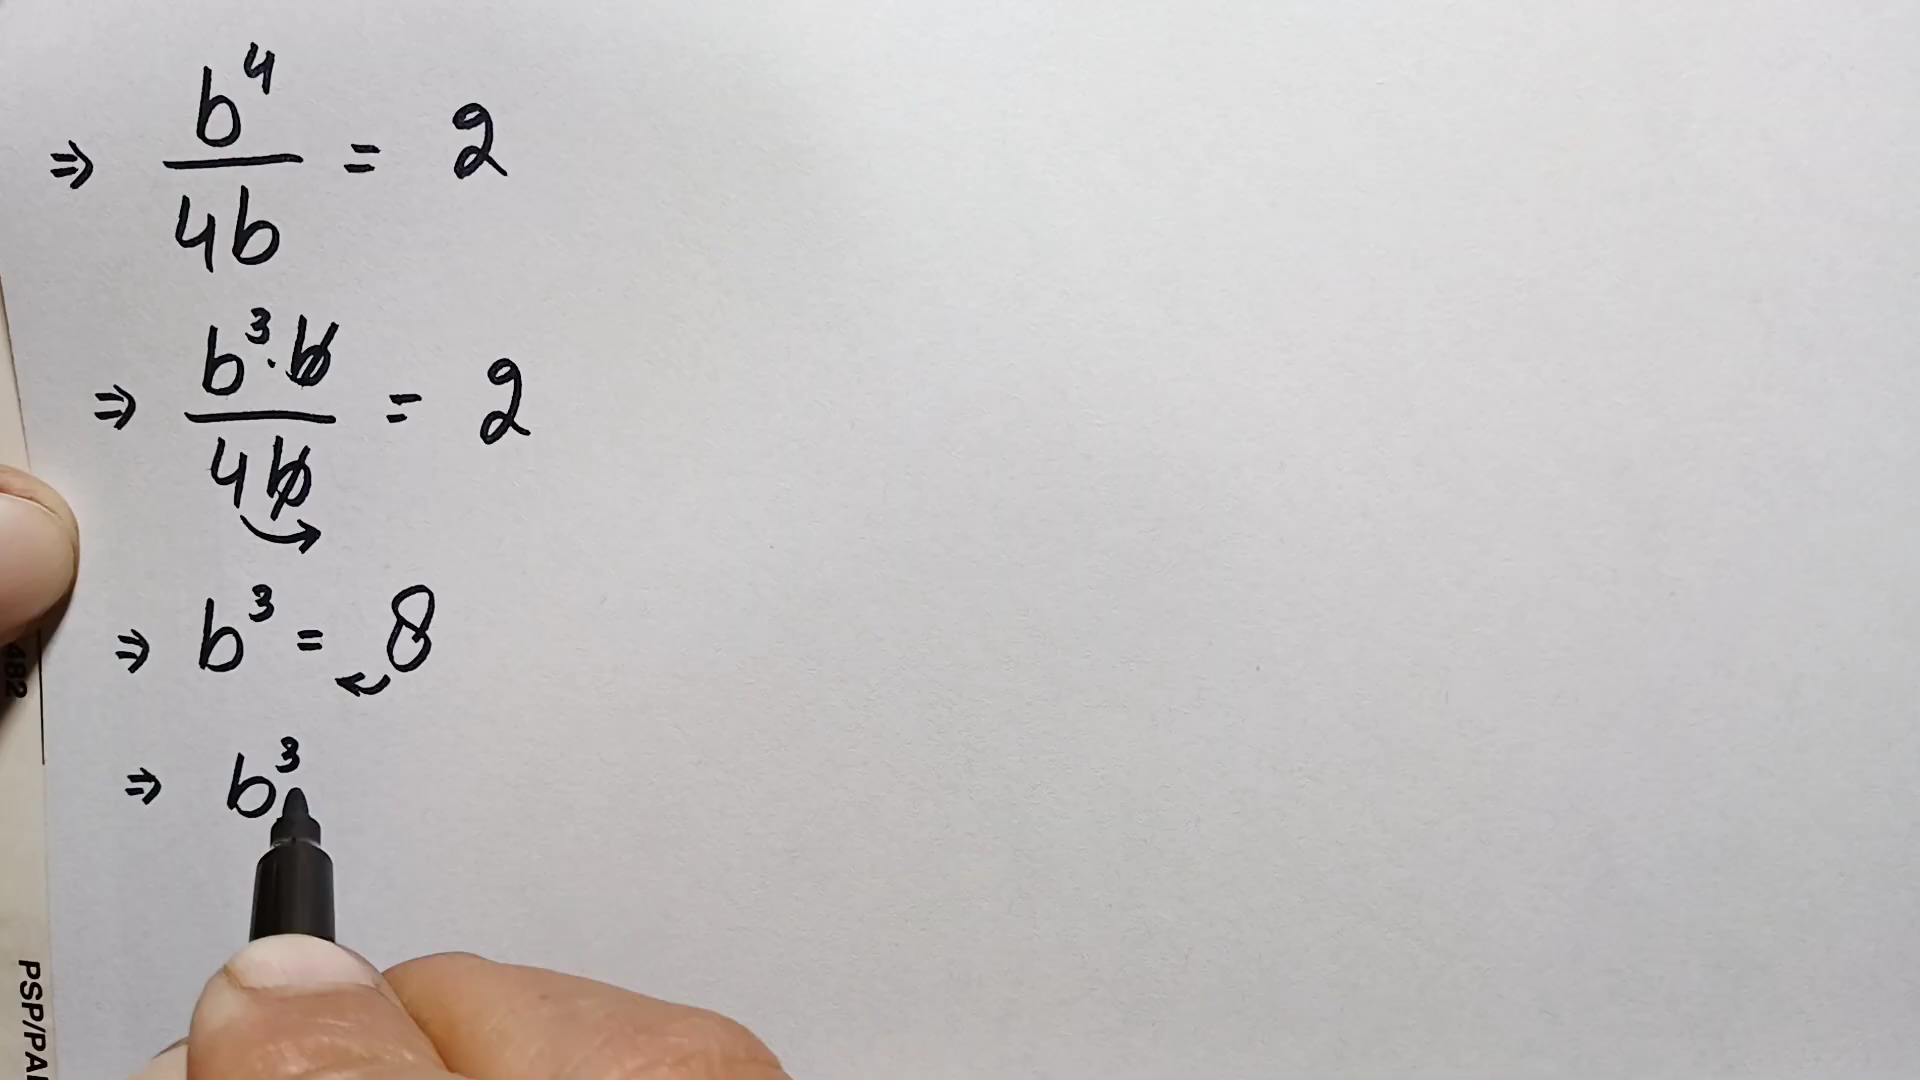 ⇒ b⁴/4b = 2
⇒ b³·b/4b = 2
⇒ b³ = 8
⇒ b³
482
PSP/PA